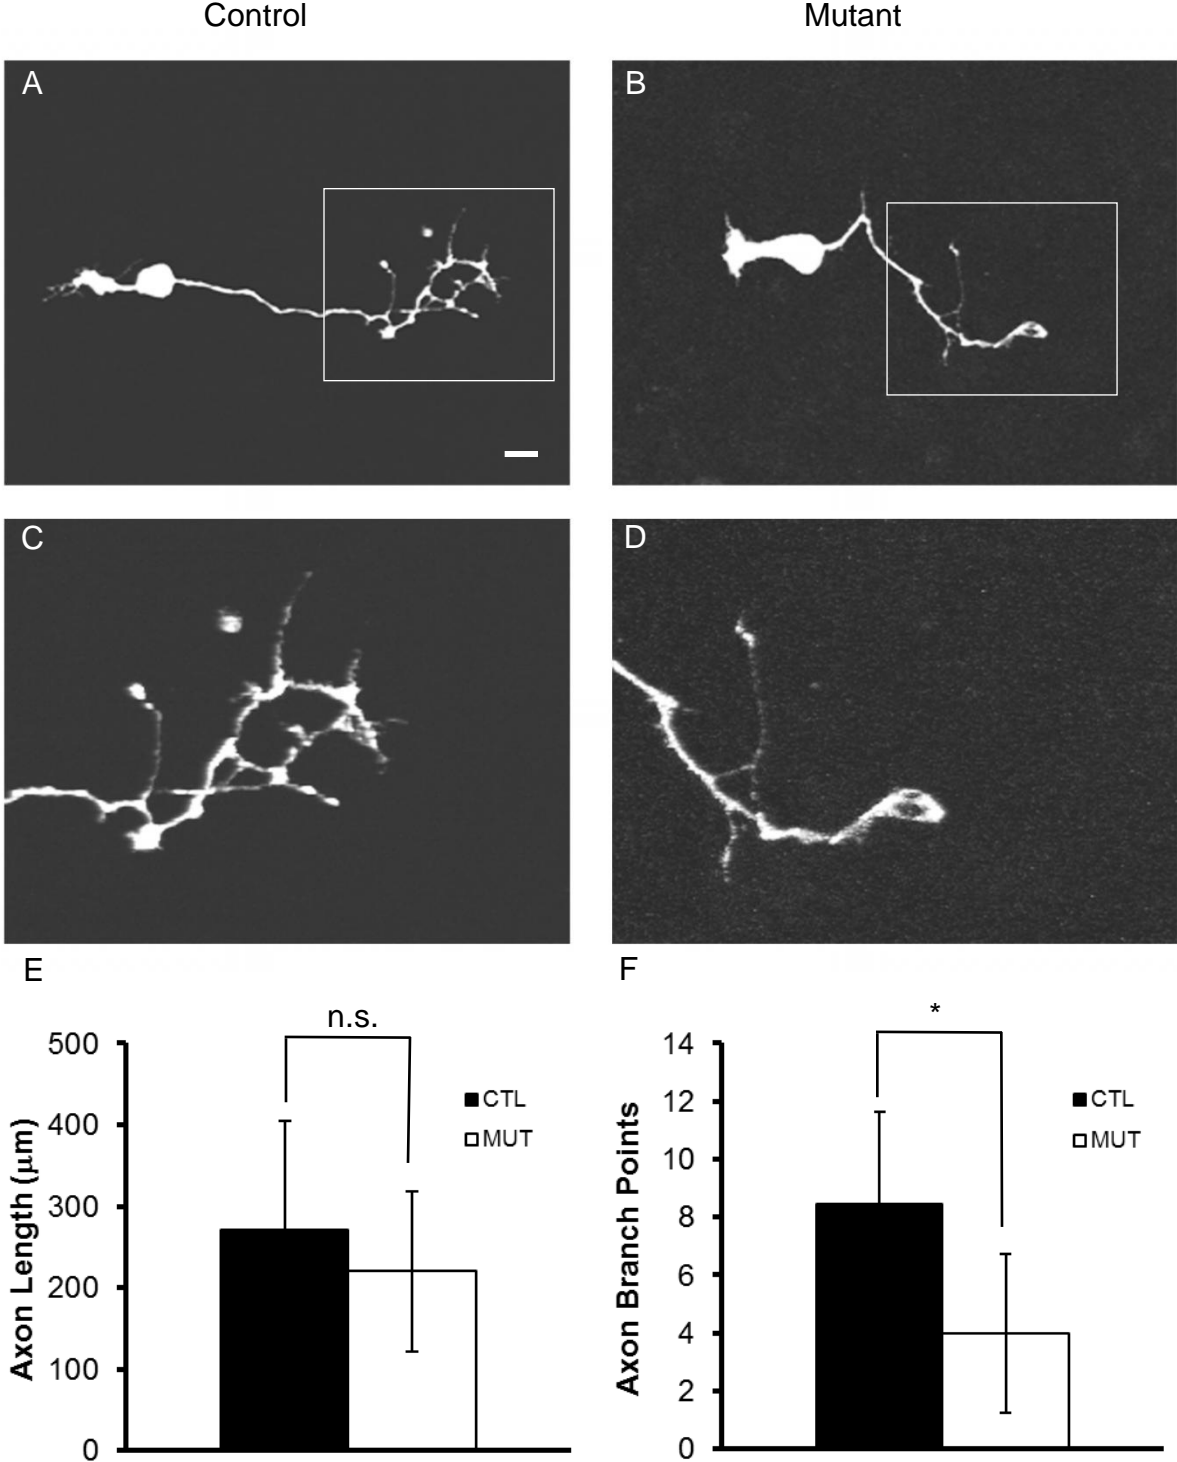 Control
Mutant
A
B
C
D
E
F
n.s.
*
Axon Length (μm)
500
400
300
200
100
0
CTL
MUT
Axon Branch Points
14
12
10
8
6
4
2
0
CTL
MUT